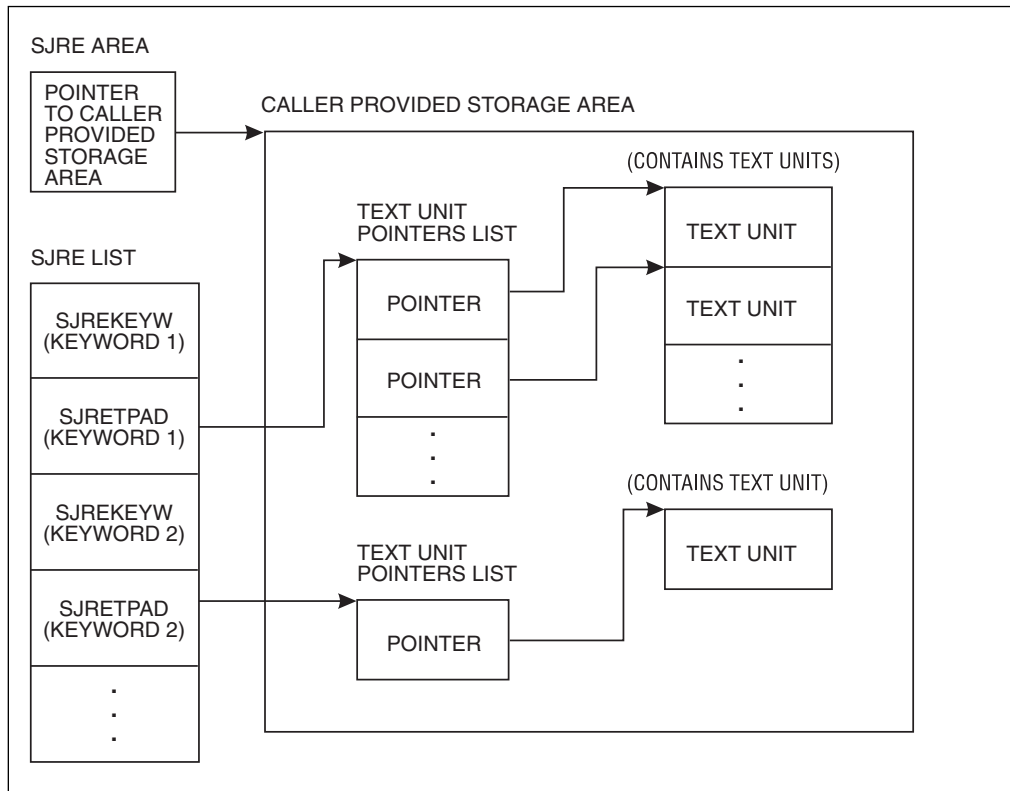 SJRE AREA
POINTER
TO CALLER
PROVIDED
STORAGE
AREA
CALLER PROVIDED STORAGE AREA
(CONTAINS TEXT UNITS)
TEXT UNIT
TEXT UNIT
TEXT UNIT
POINTERS LIST
POINTER
POINTER
SJRE LIST
SJREKEYW
(KEYWORD 1)
SJRETPAD
(KEYWORD 1)
SJREKEYW
(KEYWORD 2)
SJRETPAD
(KEYWORD 2)
(CONTAINS TEXT UNIT)
TEXT UNIT
TEXT UNIT
POINTERS LIST
POINTER